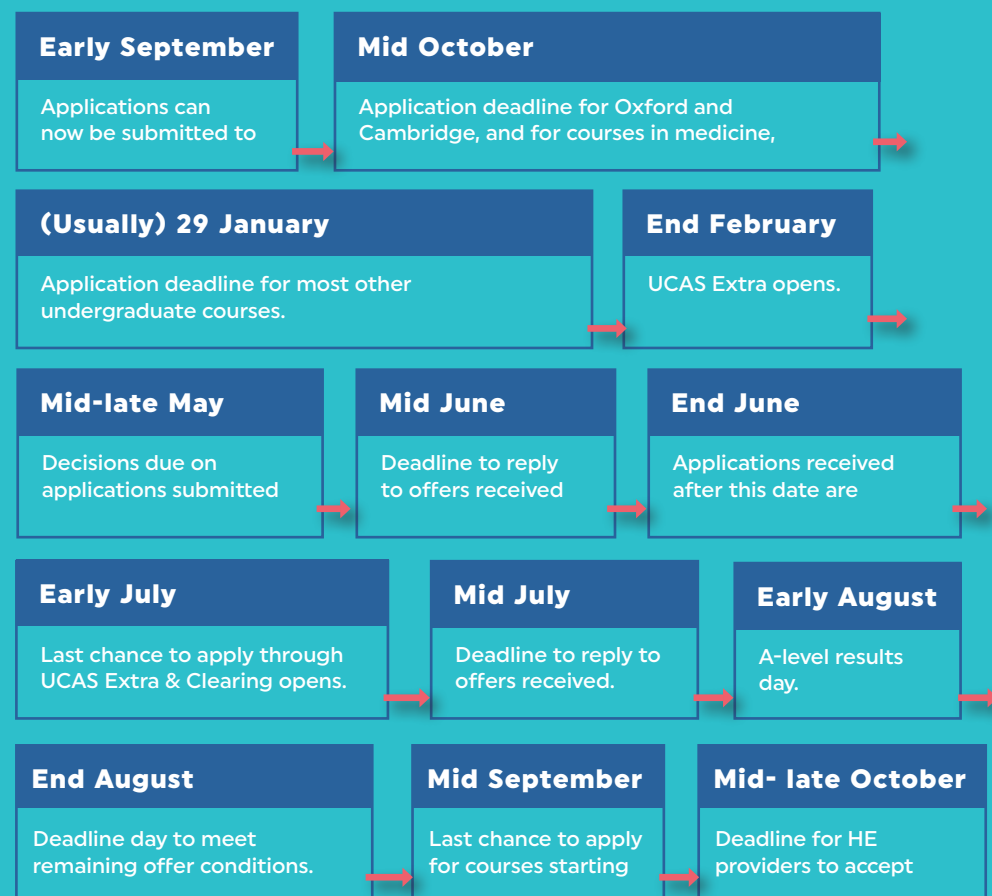 Early September
Applications can
now be submitted to
Mid October
Application deadline for Oxford and
Cambridge, and for courses in medicine,
(Usually) 29 January
Application deadline for most other
undergraduate courses.
End February
UCAS Extra opens.
Mid-late May
Decisions due on
applications submitted
Mid June
Deadline to reply
to offers received
End June
Applications received
after this date are
Early July
Last chance to apply through
UCAS Extra & Clearing opens.
Mid July
Deadline to reply to
offers received.
Early August
A-level results
day.
End August
Deadline day to meet
remaining offer conditions.
Mid September
Last chance to apply
for courses starting
Mid- late October
Deadline for HE
providers to accept